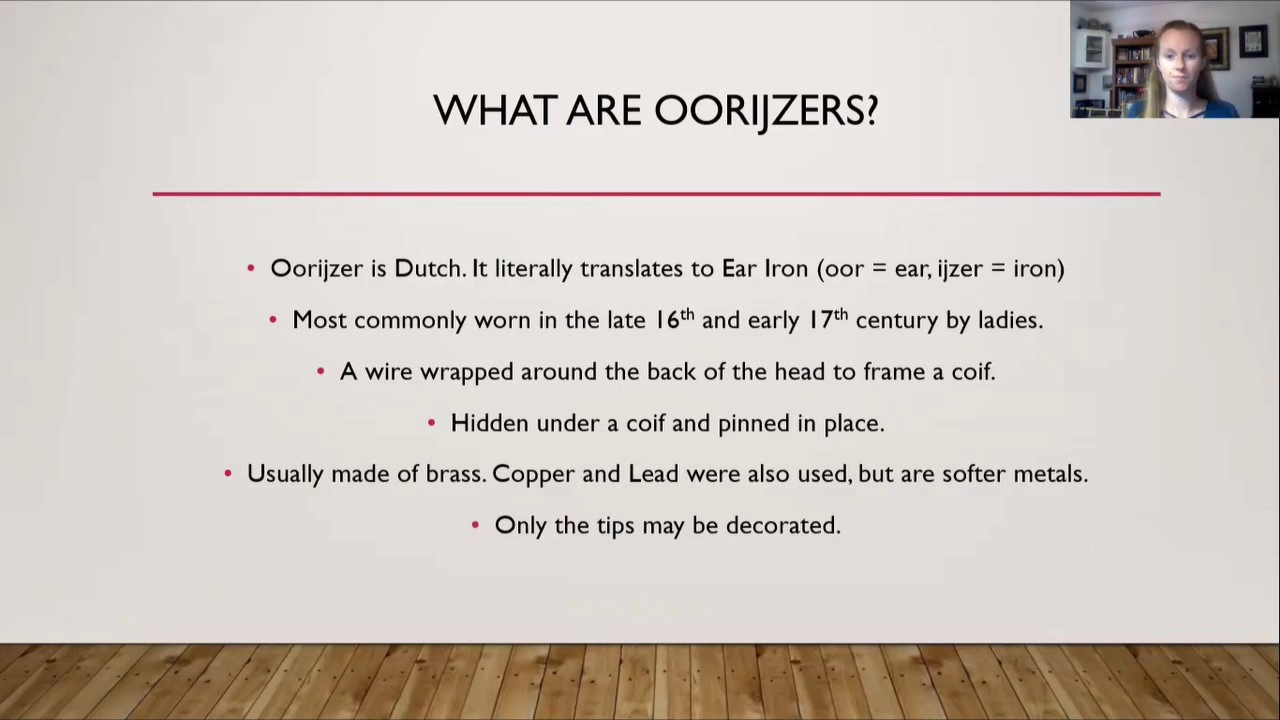 WHAT ARE OORIJZERS?
• Oorijzer is Dutch. It literally translates to Ear Iron (oor = ear, ijzer = iron)
• Most commonly worn in the late 16th and early 17th century by ladies.
• A wire wrapped around the back of the head to frame a coif.
• Hidden under a coif and pinned in place.
• Usually made of brass. Copper and Lead were also used, but are softer metals.
• Only the tips may be decorated.